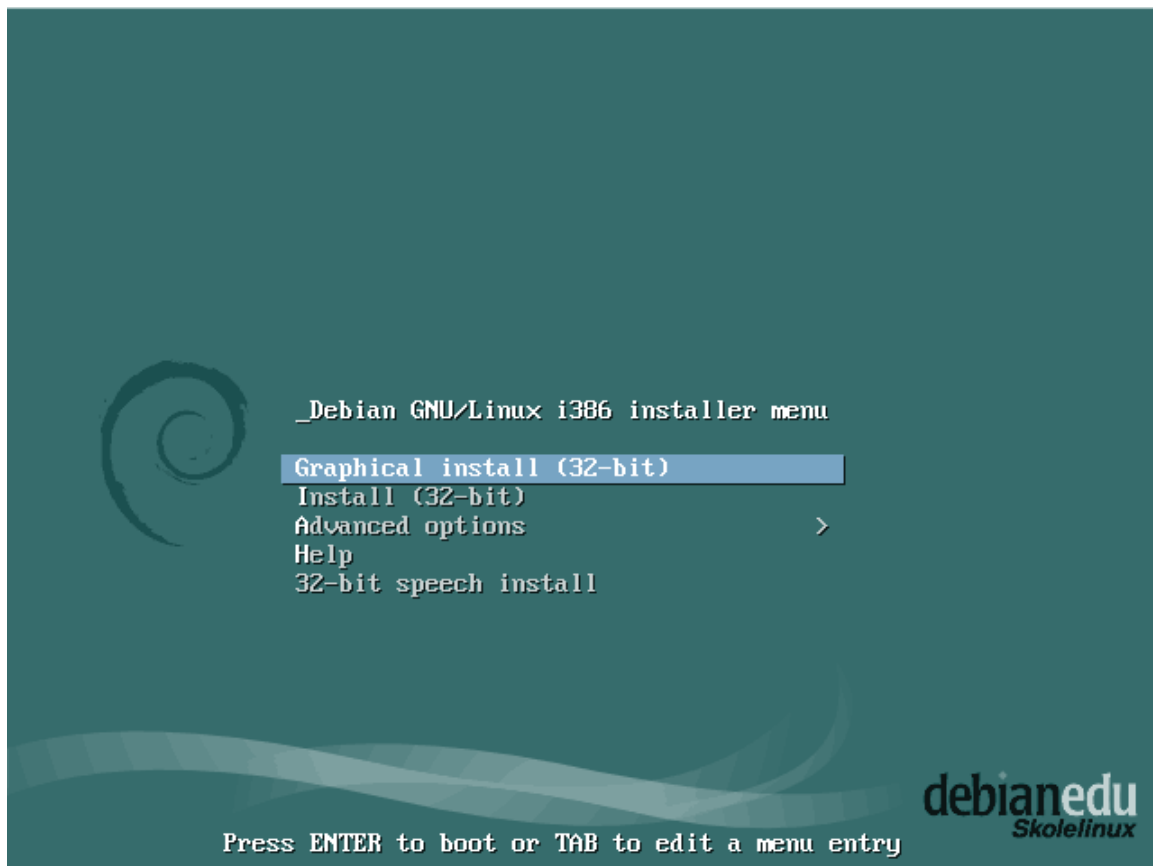 _Debian GNU/Linux i386 installer menu
Graphical install (32-bit)
Install (32-bit)
Advanced options >
Help
32-bit speech install
debianedu
Skolelinux
Press ENTER to boot or TAB to edit a menu entry